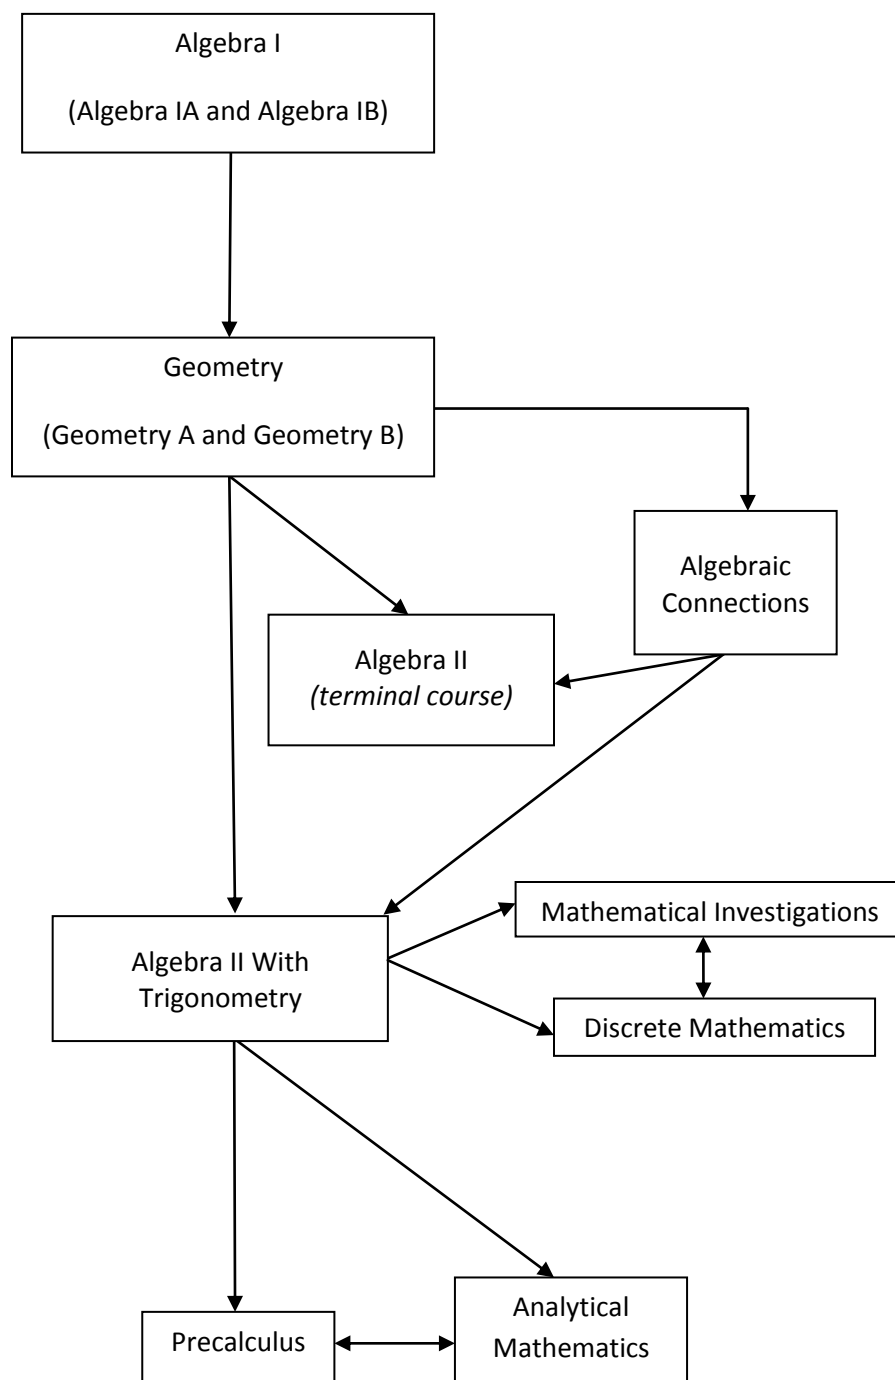 Algebra I
(Algebra IA and Algebra IB)
Geometry
(Geometry A and Geometry B)
Algebraic
Connections
Algebra II
(terminal course)
Mathematical Investigations
Algebra II With
Trigonometry
Discrete Mathematics
Analytical
Mathematics
Precalculus